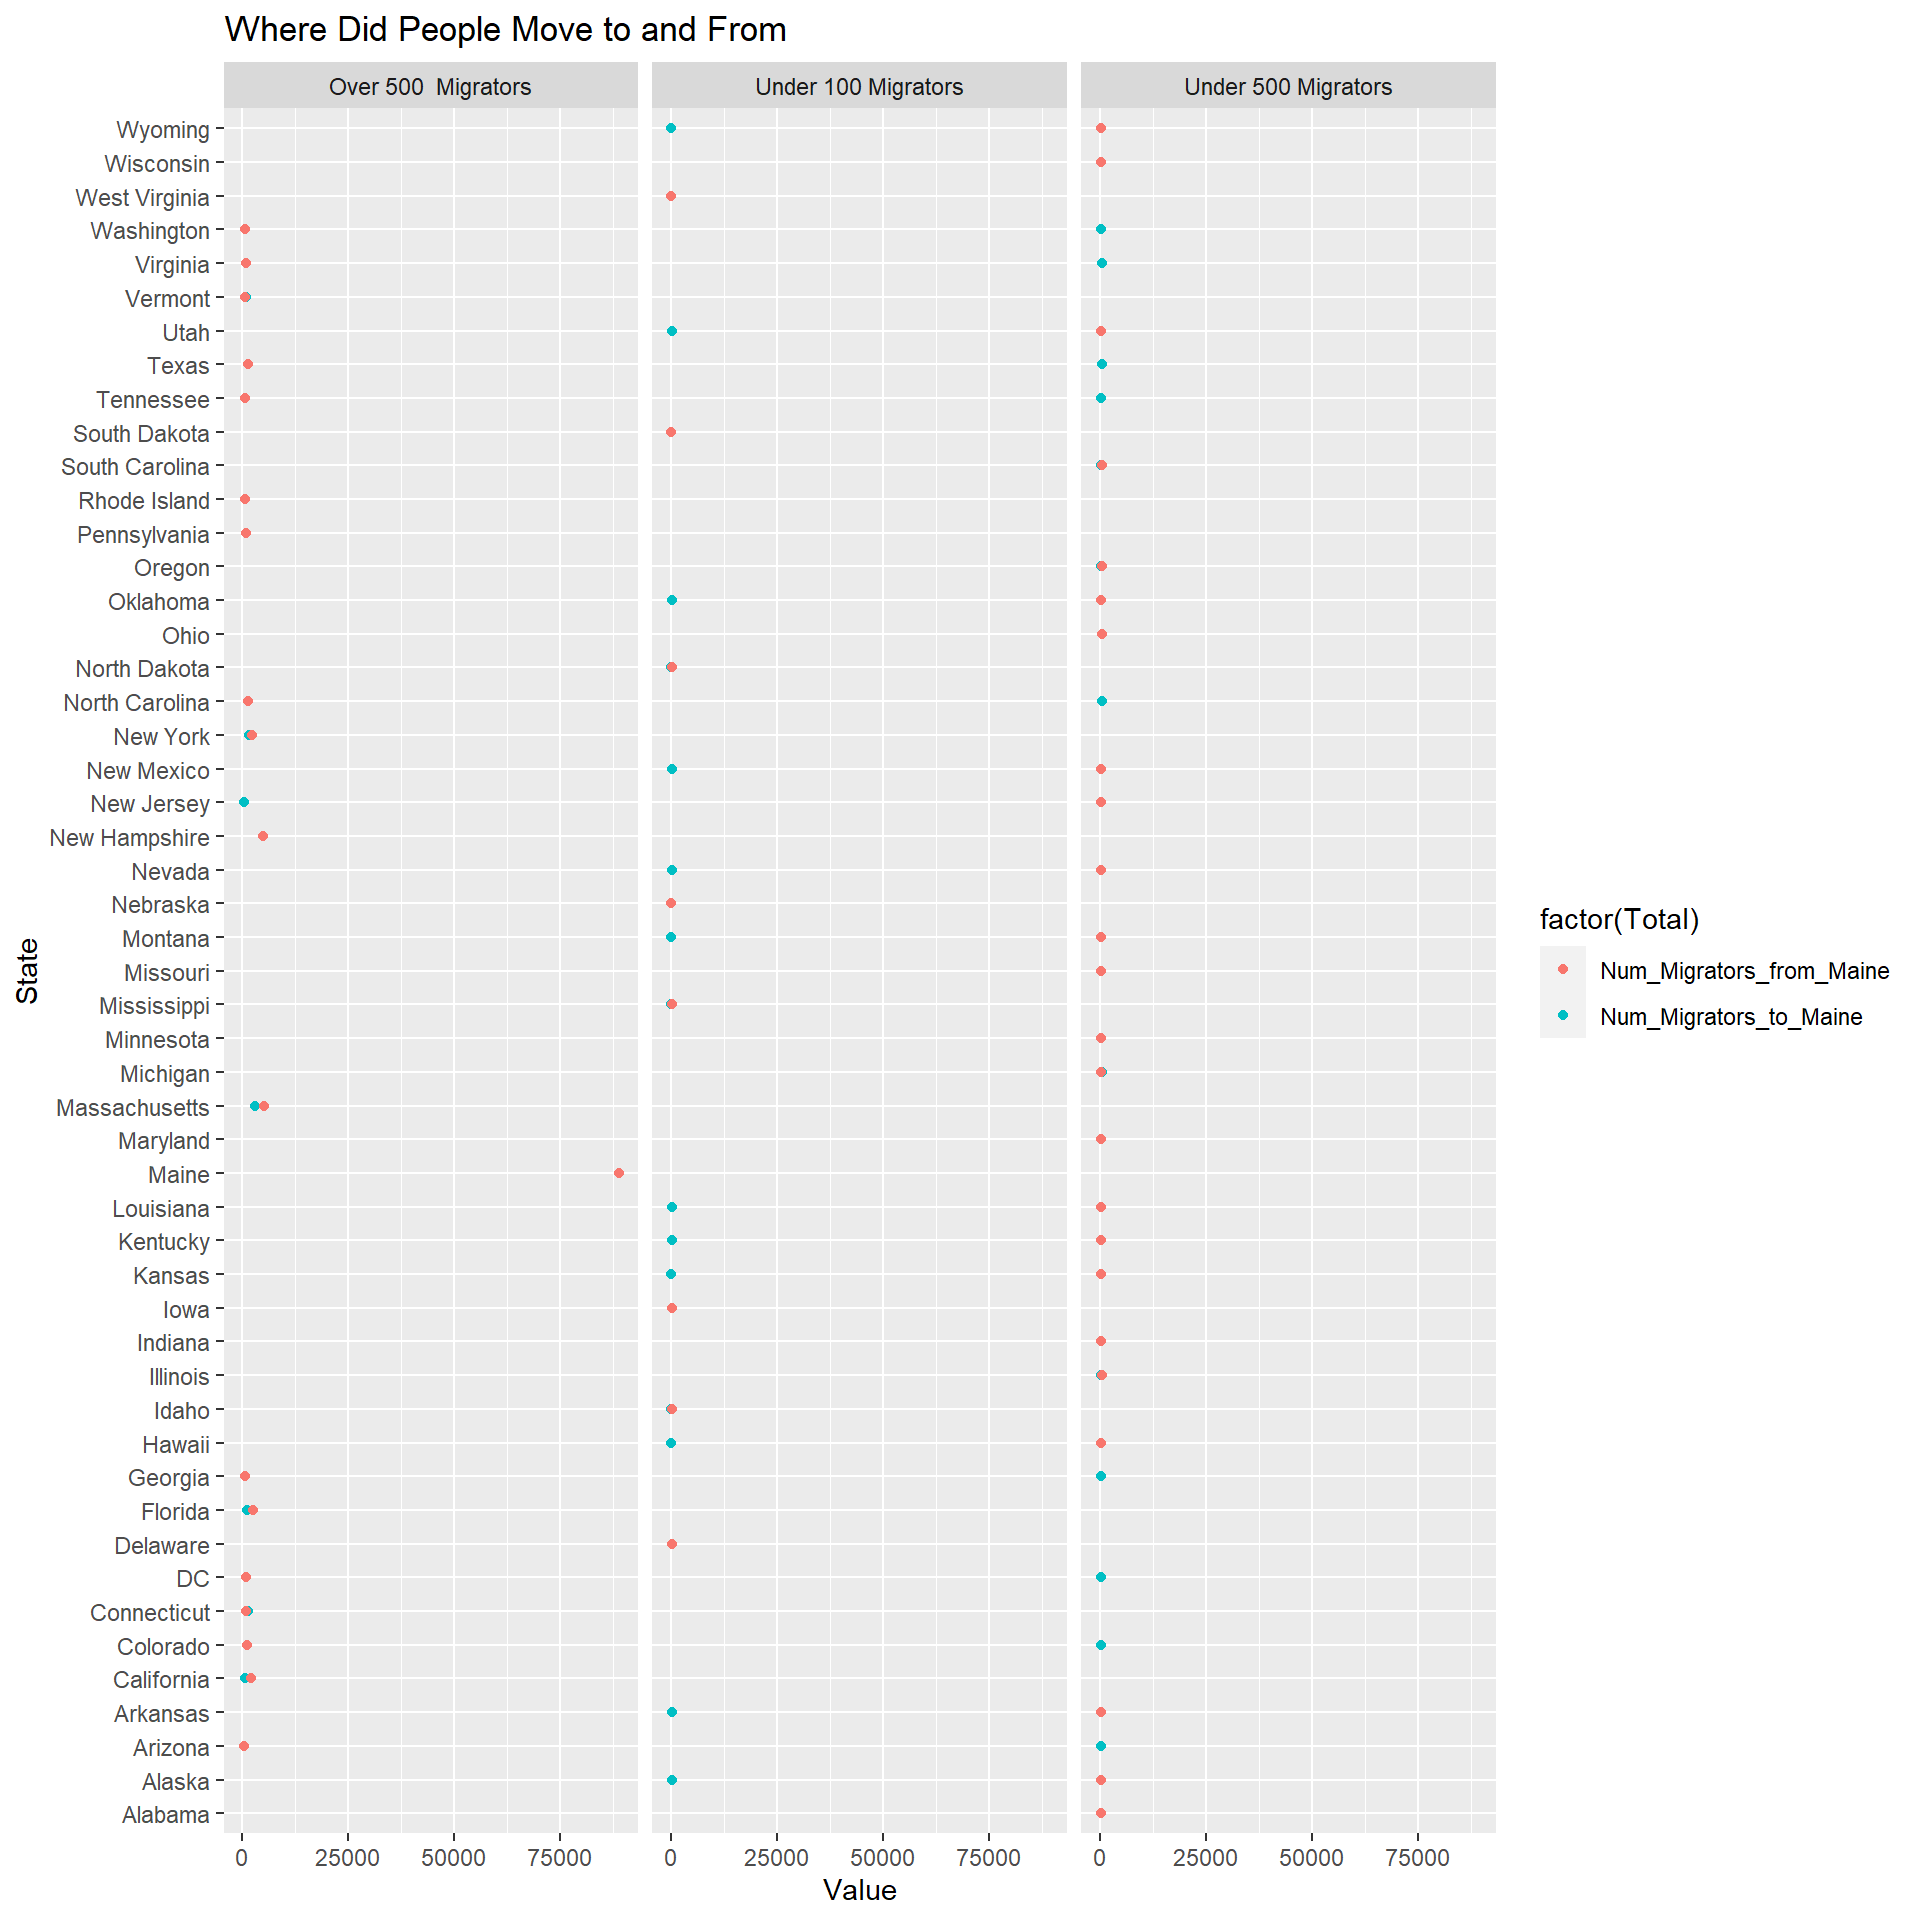 Where Did People Move to and From
Over 500  Migrators
Under 100 Migrators
Under 500 Migrators
Wyoming
Wisconsin
West Virginia
Washington
Virginia
Vermont
Utah
Texas
Tennessee
South Dakota
South Carolina
Rhode Island
Pennsylvania
Oregon
Oklahoma
Ohio
North Dakota
North Carolina
New York
New Mexico
New Jersey
New Hampshire
Nevada
Nebraska
Montana
Missouri
Mississippi
Minnesota
Michigan
Massachusetts
Maryland
Maine
Louisiana
Kentucky
Kansas
Iowa
Indiana
Illinois
Idaho
Hawaii
Georgia
Florida
Delaware
DC
Connecticut
Colorado
California
Arkansas
Arizona
Alaska
Alabama
State
0 25000 50000 75000
0 25000 50000 75000
0 25000 50000 75000
Value
factor(Total)
Num_Migrators_from_Maine
Num_Migrators_to_Maine